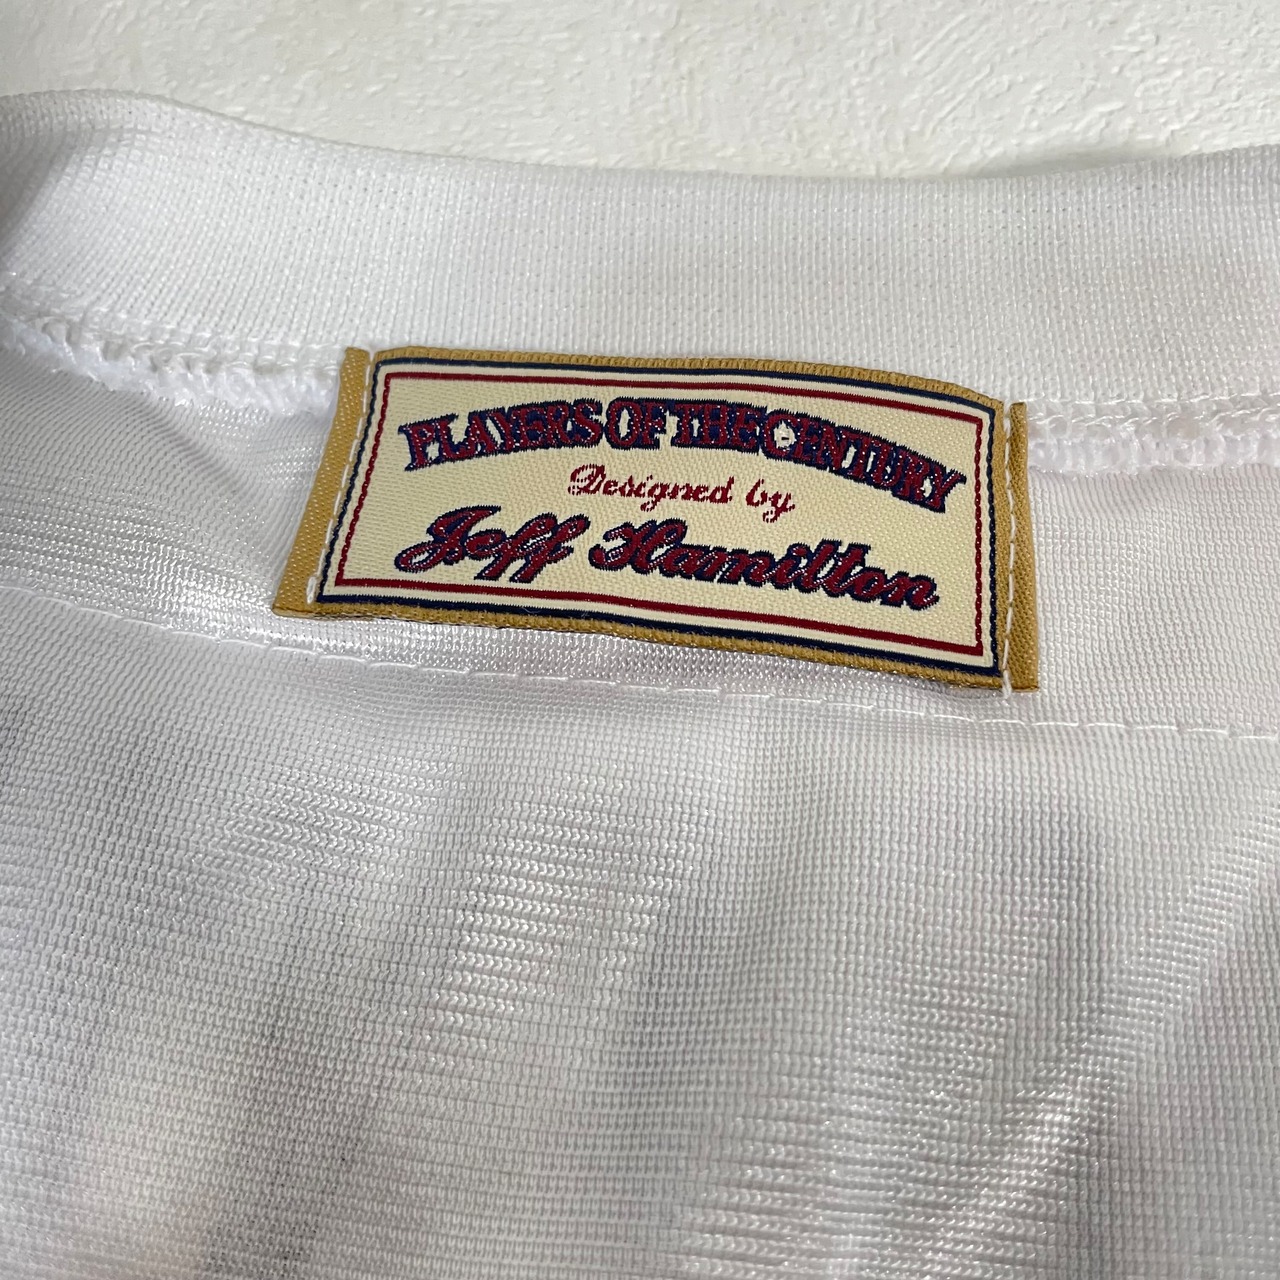 PLAYERS OF THE CENTURY
Designed by
Jeff Hamilton